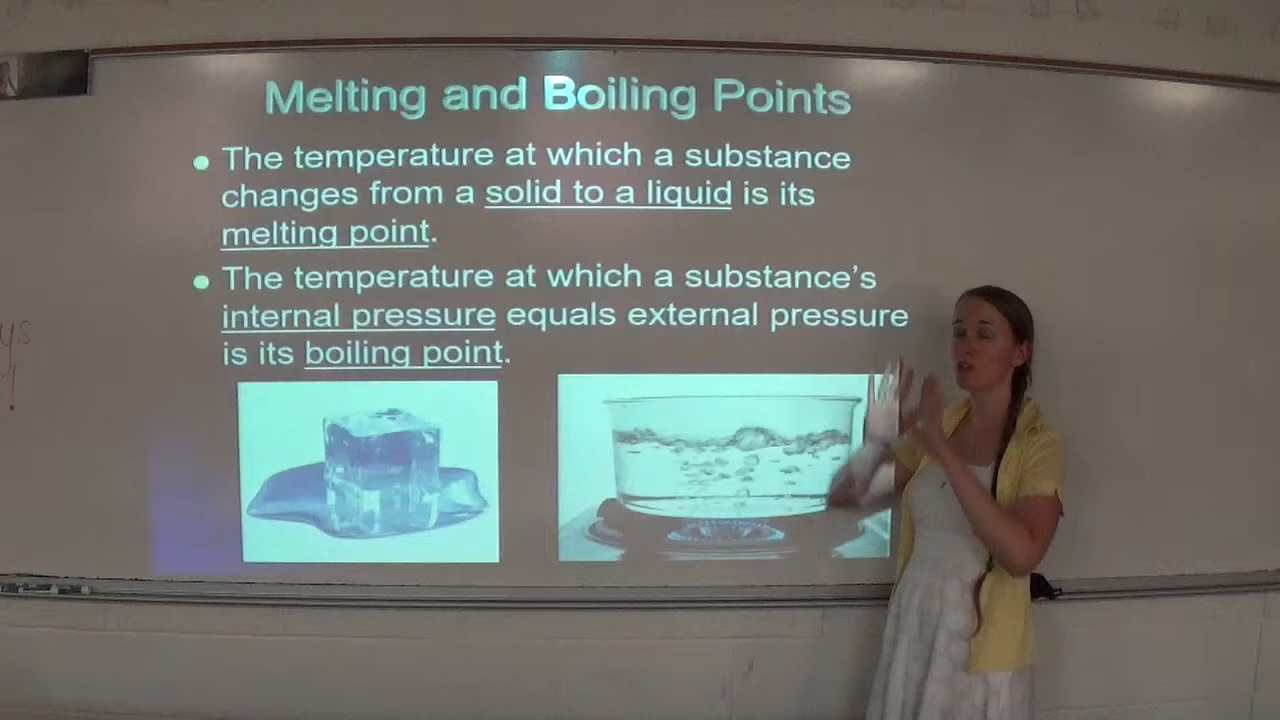 Melting and Boiling Points
• The temperature at which a substance
changes from a solid to a liquid is its
melting point.
• The temperature at which a substance's
internal pressure equals external pressure
is its boiling point.
ys
!